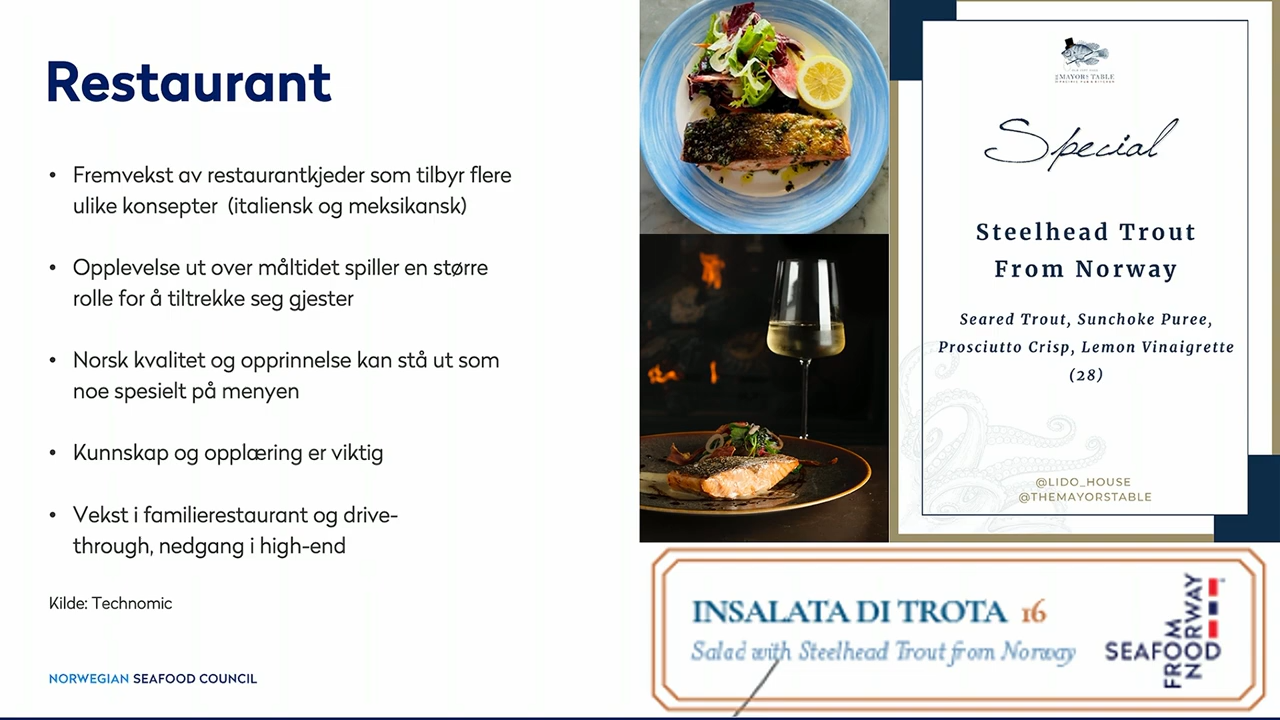 Restaurant
• Fremvekst av restaurantkjeder som tilbyr flere
ulike konsepter (italiensk og meksikansk)
• Opplevelse ut over måltidet spiller en større
rolle for å tiltrekke seg gjester
• Norsk kvalitet og opprinnelse kan stå ut som
noe spesielt på menyen
• Kunnskap og opplæring er viktig
• Vekst i familierestaurant og drive-
through, nedgang i high-end
Kilde: Technomic
NORWEGIAN SEAFOOD COUNCIL
MAYORS TABLE
Special
Steelhead Trout
From Norway
Seared Trout, Sunchoke Puree,
Prosciutto Crisp, Lemon Vinaigrette
(28)
@LIDO_HOUSE
@THEMAYORSTABLE
INSALATA DI TROTA 16
Salad with Steelhead Trout from Norway
SEAFOOD
FROM
NORWAY